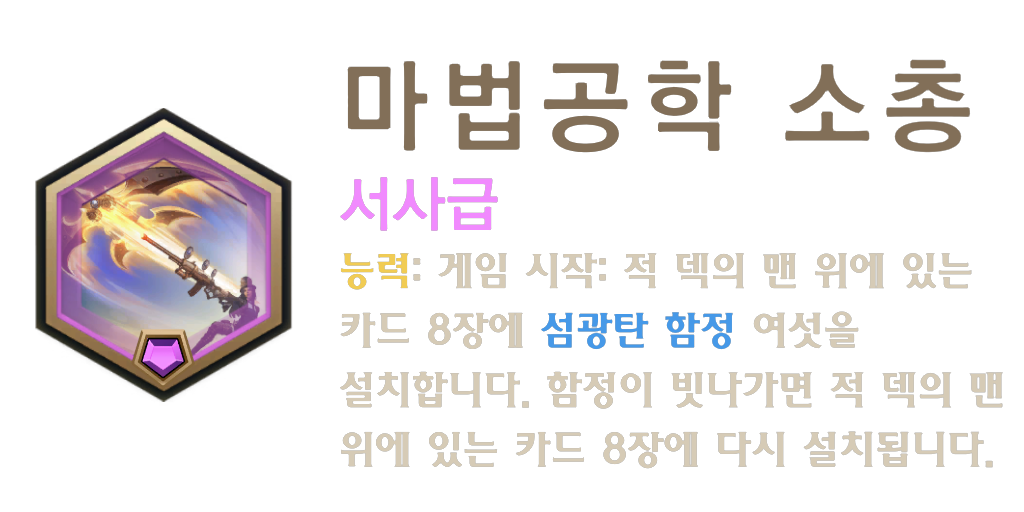 마법공학 소총
서사급
능력: 게임 시작: 적 덱의 맨 위에 있는
카드 8장에 섬광탄 함정 여섯을
설치합니다. 함정이 빗나가면 적 덱의 맨
위에 있는 카드 8장에 다시 설치됩니다.